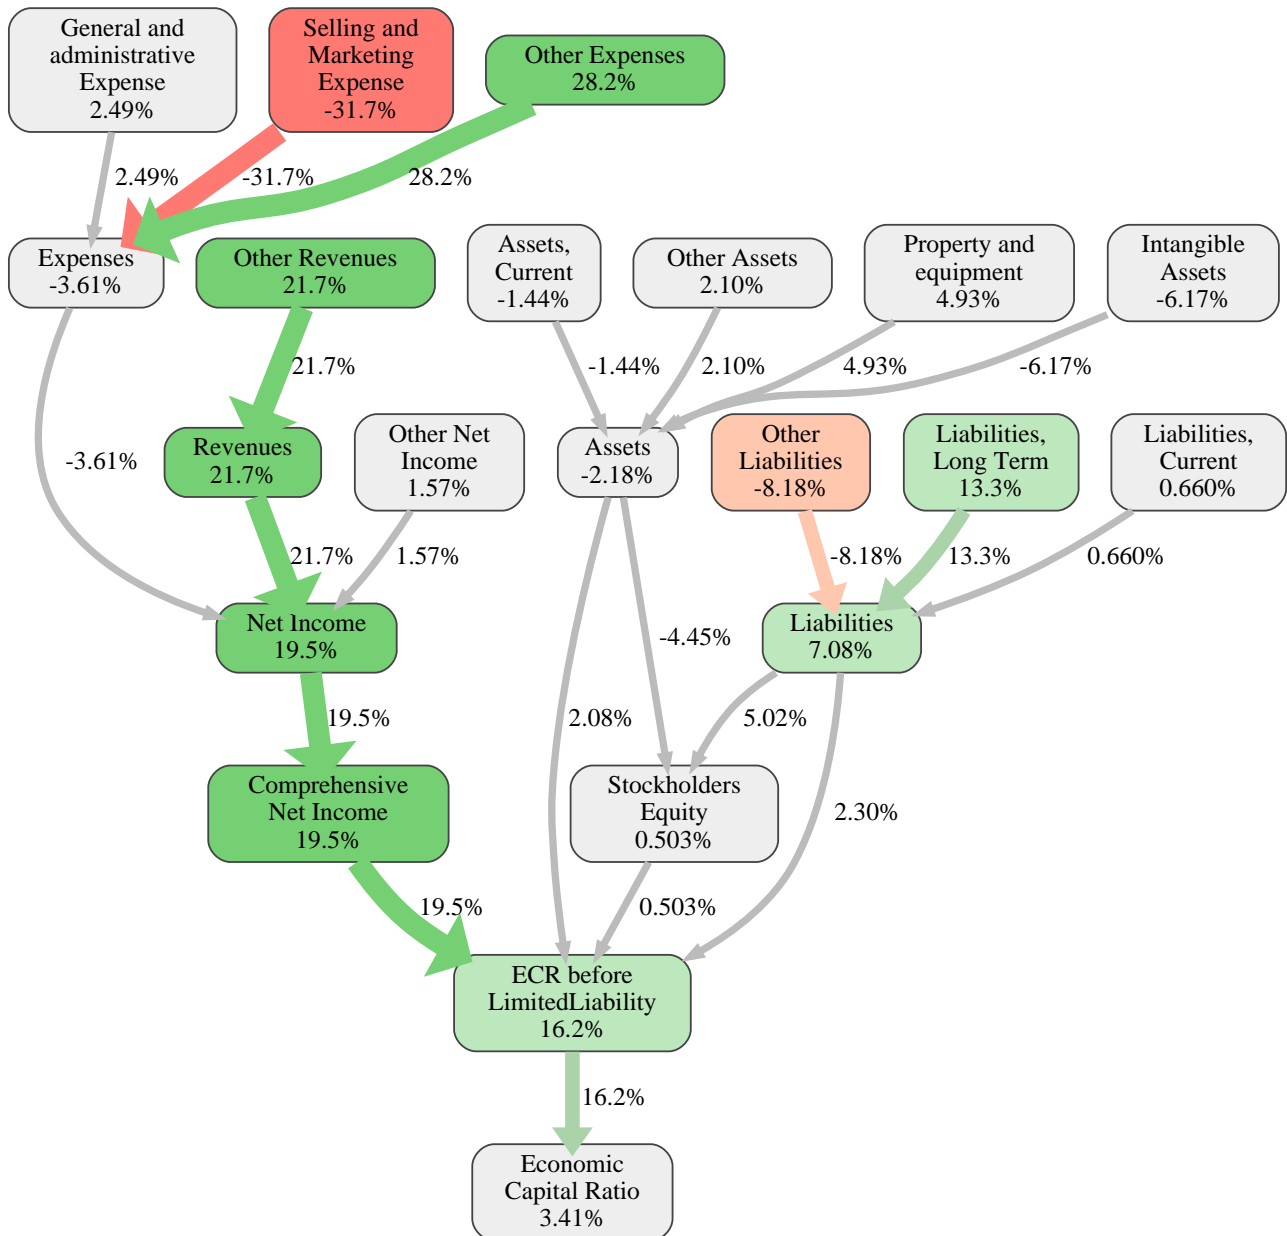 General and
administrative
Expense
2.49%
Selling and
Marketing
Expense
-31.7%
Other Expenses
28.2%
2.49%
-31.7%
28.2%
Expenses
-3.61%
Other Revenues
21.7%
Assets,
Current
-1.44%
Other Assets
2.10%
Property and
equipment
4.93%
Intangible
Assets
-6.17%
21.7%
-1.44%
2.10%
4.93%
-6.17%
Revenues
21.7%
Other Net
Income
1.57%
Assets
-2.18%
Other
Liabilities
-8.18%
Liabilities,
Long Term
13.3%
Liabilities,
Current
0.660%
-3.61%
21.7%
1.57%
-8.18%
13.3%
0.660%
Net Income
19.5%
-4.45%
Liabilities
7.08%
19.5%
2.08%
5.02%
Comprehensive
Net Income
19.5%
Stockholders
Equity
0.503%
2.30%
19.5%
0.503%
ECR before
LimitedLiability
16.2%
16.2%
Economic
Capital Ratio
3.41%